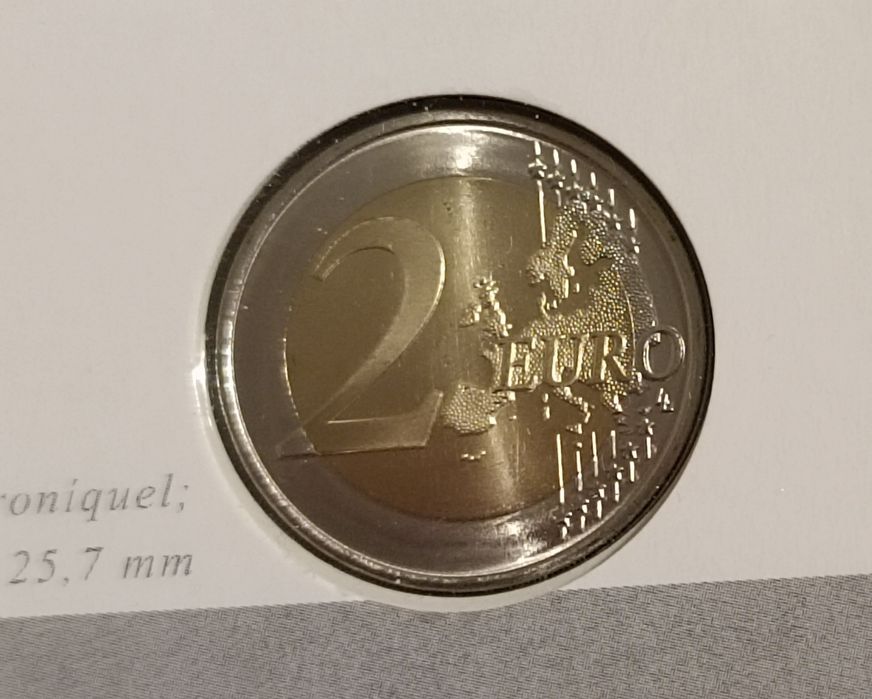 2 EURO
roniquel;
25,7 mm